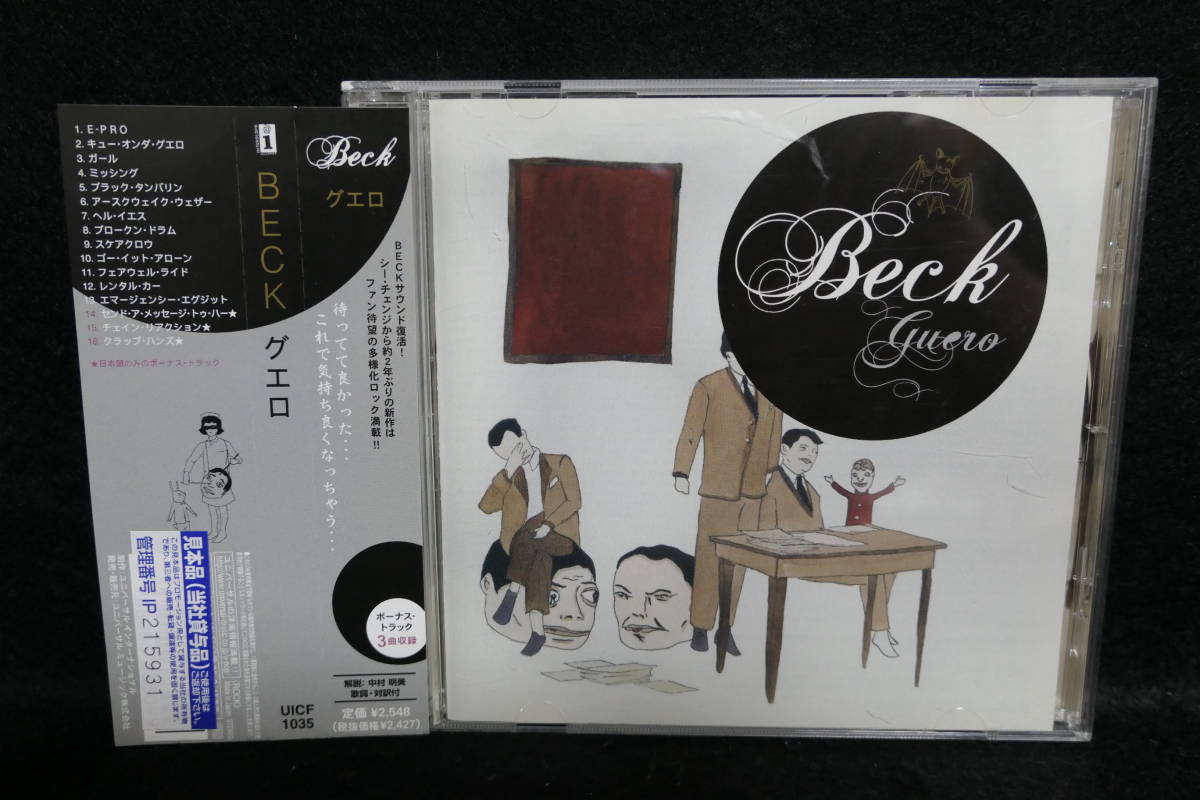 1. E-PRO
2. キュー・オンダ・グエロ
3. ガール
4. ミッシング
5. ブラック・タンバリン
6. アースクウェイク・ウェザー
7. ヘル・イエス
8. ブロークン・ドラム
9. スケアクロウ
10. ゴー・イット・アローン
11. フェアウェル・ライド
12. レンタル・カー
13. エマージェンシー・エグジット
14. センド・ア・メッセージ・トゥ・ハー★
15. チェイン・リアクション★
16. クラップ・ハンズ★
★日本盤のみのボーナス・トラック
BECK グエロ
Beck
グエロ
BECKサウンド復活!
シー・チェンジから約2年ぶりの新作は
ファン待望の多様化ロック満載!!
待ってて良かった...
これで気持ち良くなっちゃう...
ボーナス・
トラック
3曲収録
解説: 中村 明美
歌詞・対訳付
定価 ¥2,548
(税抜価格¥2,427)
UICF
1035
見本品(当社貸与品)ご使用後はご返却下さい。
管理番号 IP215931
Beck
Guero